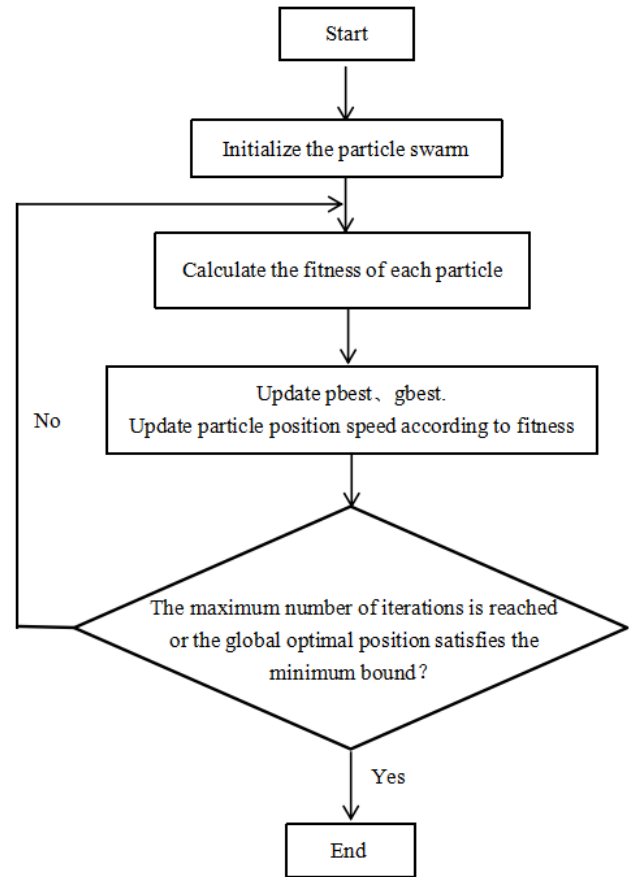 Start
Initialize the particle swarm
Calculate the fitness of each particle
Update pbest、gbest.
Update particle position speed according to fitness
No
The maximum number of iterations is reached
or the global optimal position satisfies the
minimum bound？
Yes
End